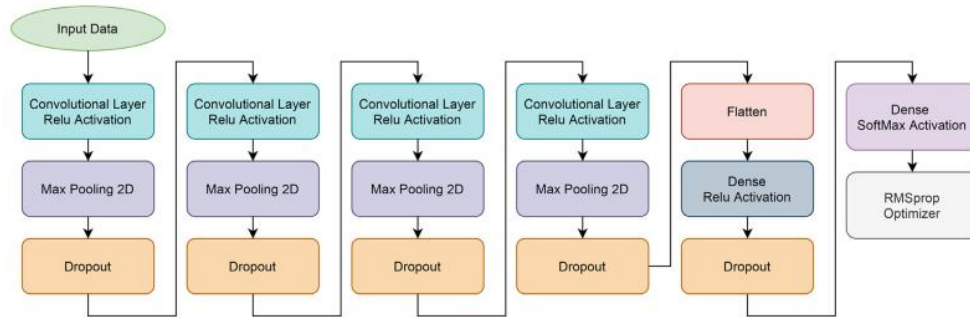 Input Data
Convolutional Layer
Relu Activation
Max Pooling 2D
Dropout
Convolutional Layer
Relu Activation
Max Pooling 2D
Dropout
Convolutional Layer
Relu Activation
Max Pooling 2D
Dropout
Convolutional Layer
Relu Activation
Max Pooling 2D
Dropout
Flatten
Dense
Relu Activation
Dropout
Dense
SoftMax Activation
RMSprop
Optimizer